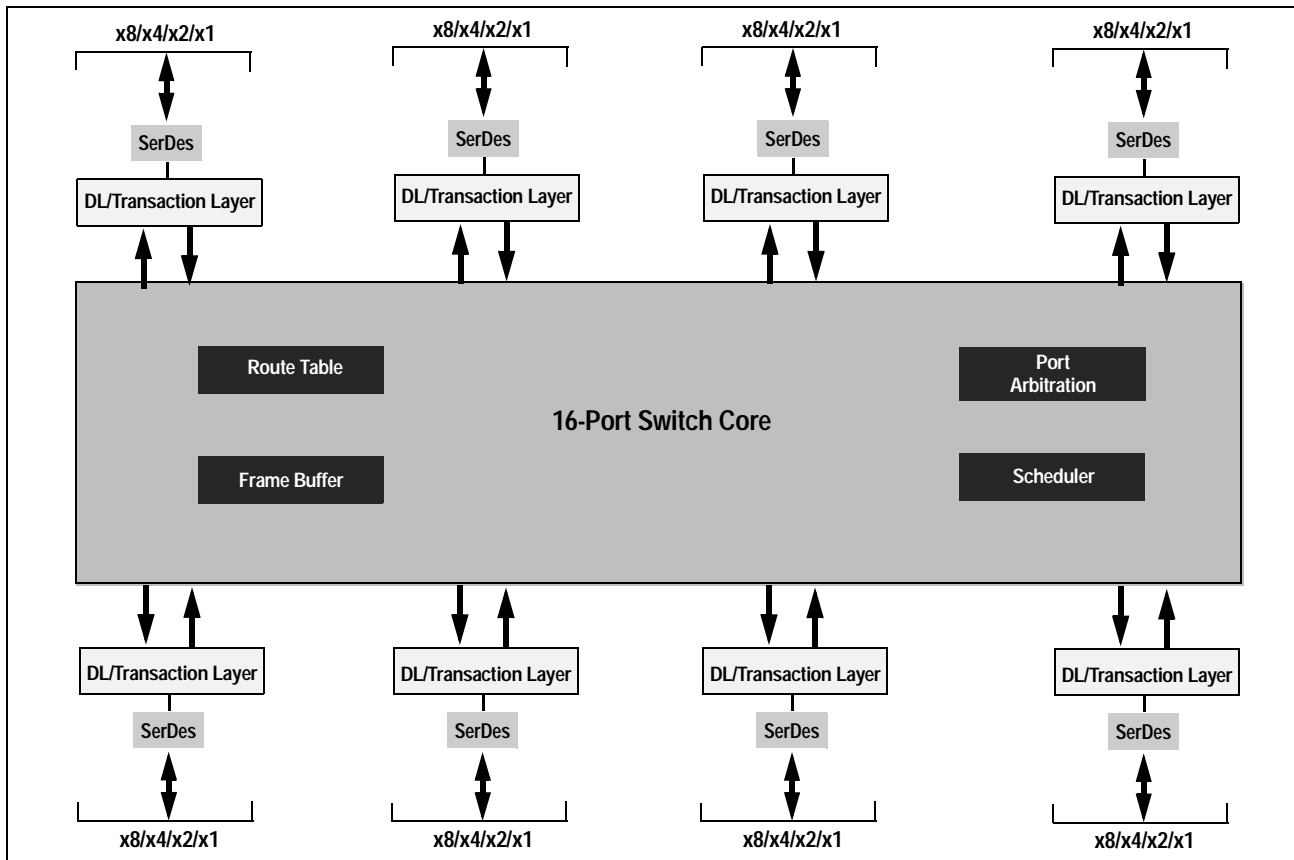 x8/x4/x2/x1
x8/x4/x2/x1
x8/x4/x2/x1
x8/x4/x2/x1
SerDes
SerDes
SerDes
SerDes
DL/Transaction Layer
DL/Transaction Layer
DL/Transaction Layer
DL/Transaction Layer
Route Table
Port
Arbitration
16-Port Switch Core
Frame Buffer
Scheduler
DL/Transaction Layer
DL/Transaction Layer
DL/Transaction Layer
DL/Transaction Layer
SerDes
SerDes
SerDes
SerDes
x8/x4/x2/x1
x8/x4/x2/x1
x8/x4/x2/x1
x8/x4/x2/x1